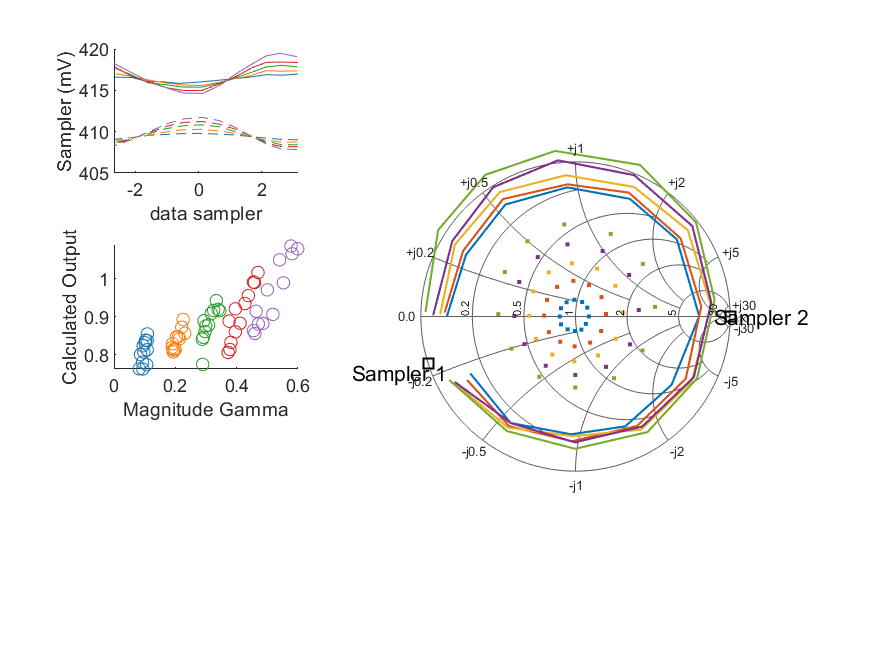 420
415
410
405
Sampler (mV)
-2 0 2
data sampler
1
0.9
0.8
Calculated Output
0 0.2 0.4 0.6
Magnitude Gamma
+j1
+j0.5 +j2
+j0.2 +j5
+j30
0.0 0.2 0.5 1 2 5
Sampler 2
-j30
Sampler 1
-j0.2 -j5
-j0.5 -j2
-j1